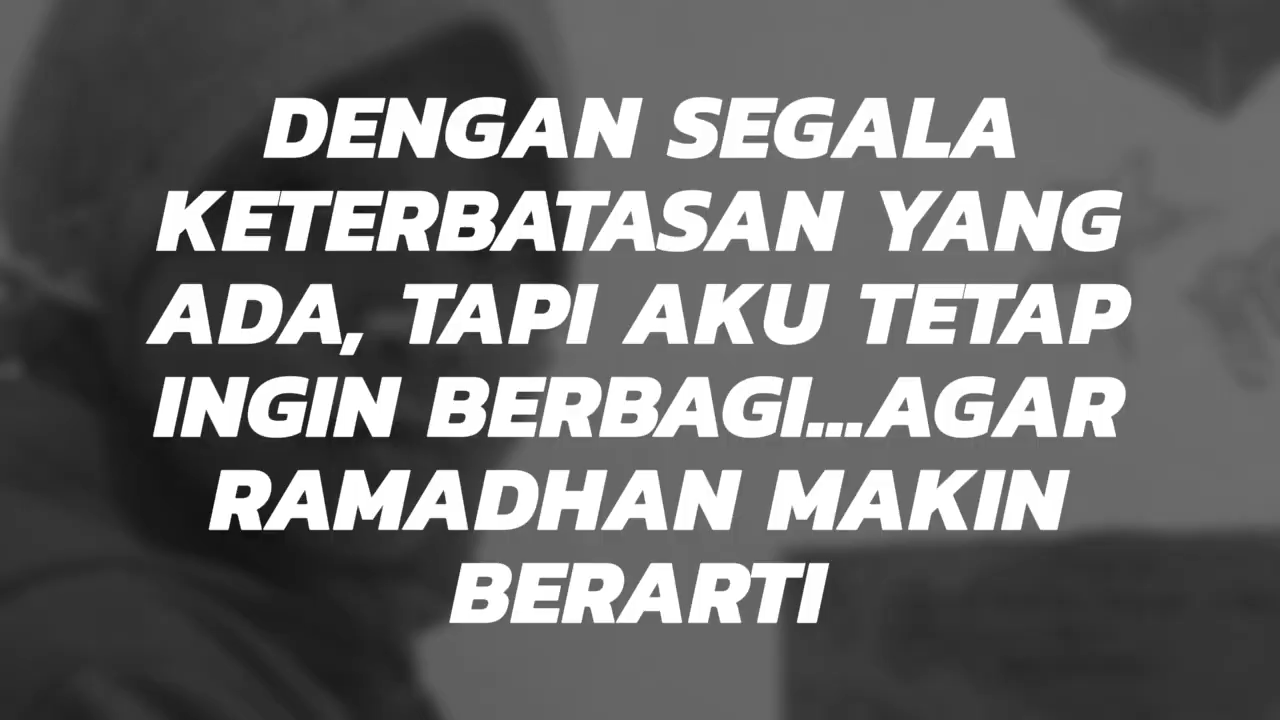 DENGAN SEGALA
KETERBATASAN YANG
ADA, TAPI AKU TETAP
INGIN BERBAGI...AGAR
RAMADHAN MAKIN
BERARTI